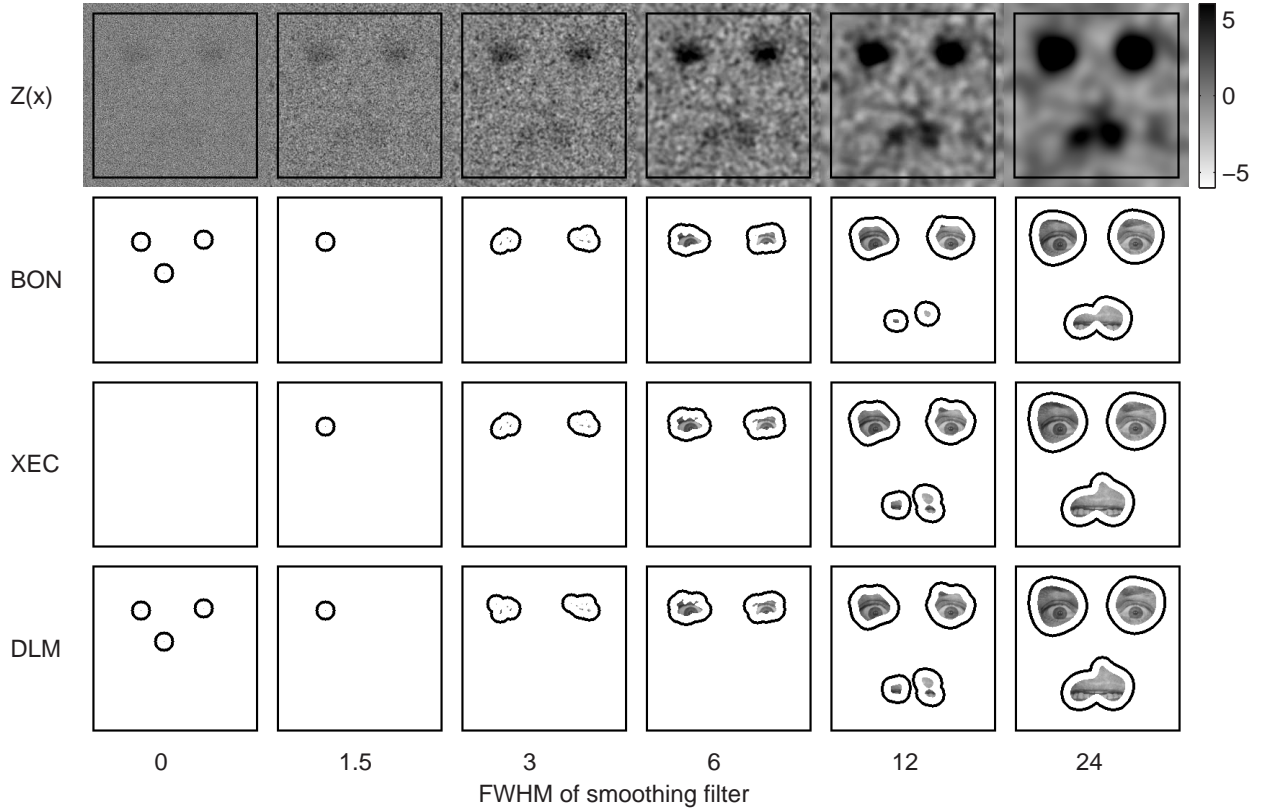 Z(x)
5
0
−5
BON
XEC
DLM
0 1.5 3 6 12 24
FWHM of smoothing filter